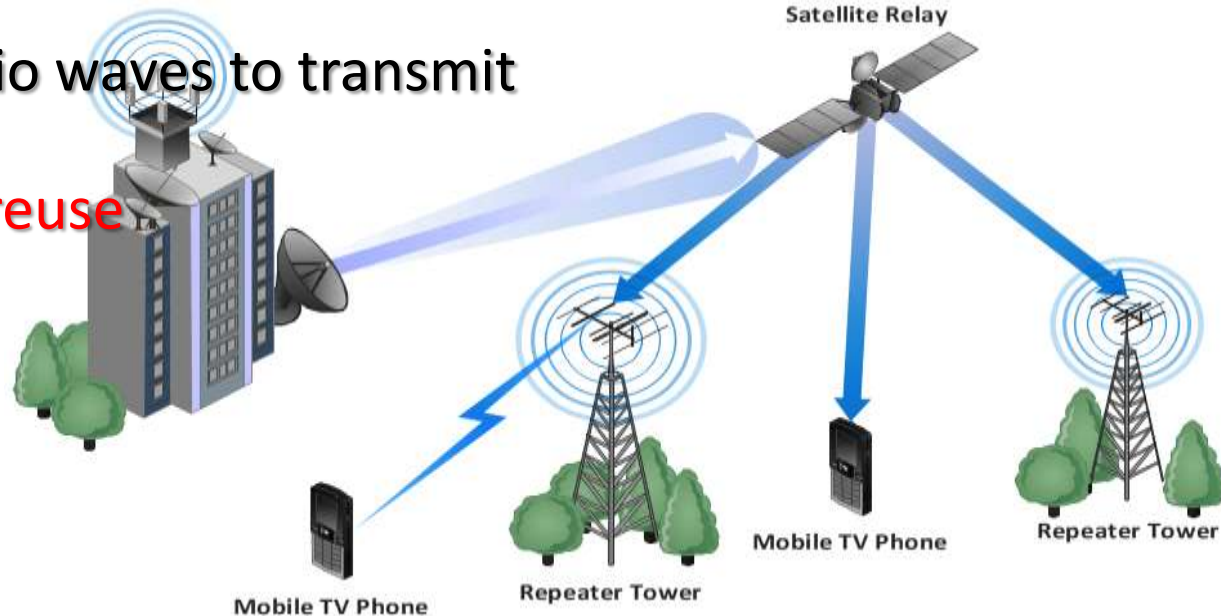 Satellite Relay
io waves to transmit
reuse
Mobile TV Phone
Repeater Tower
Repeater Tower
Mobile TV Phone